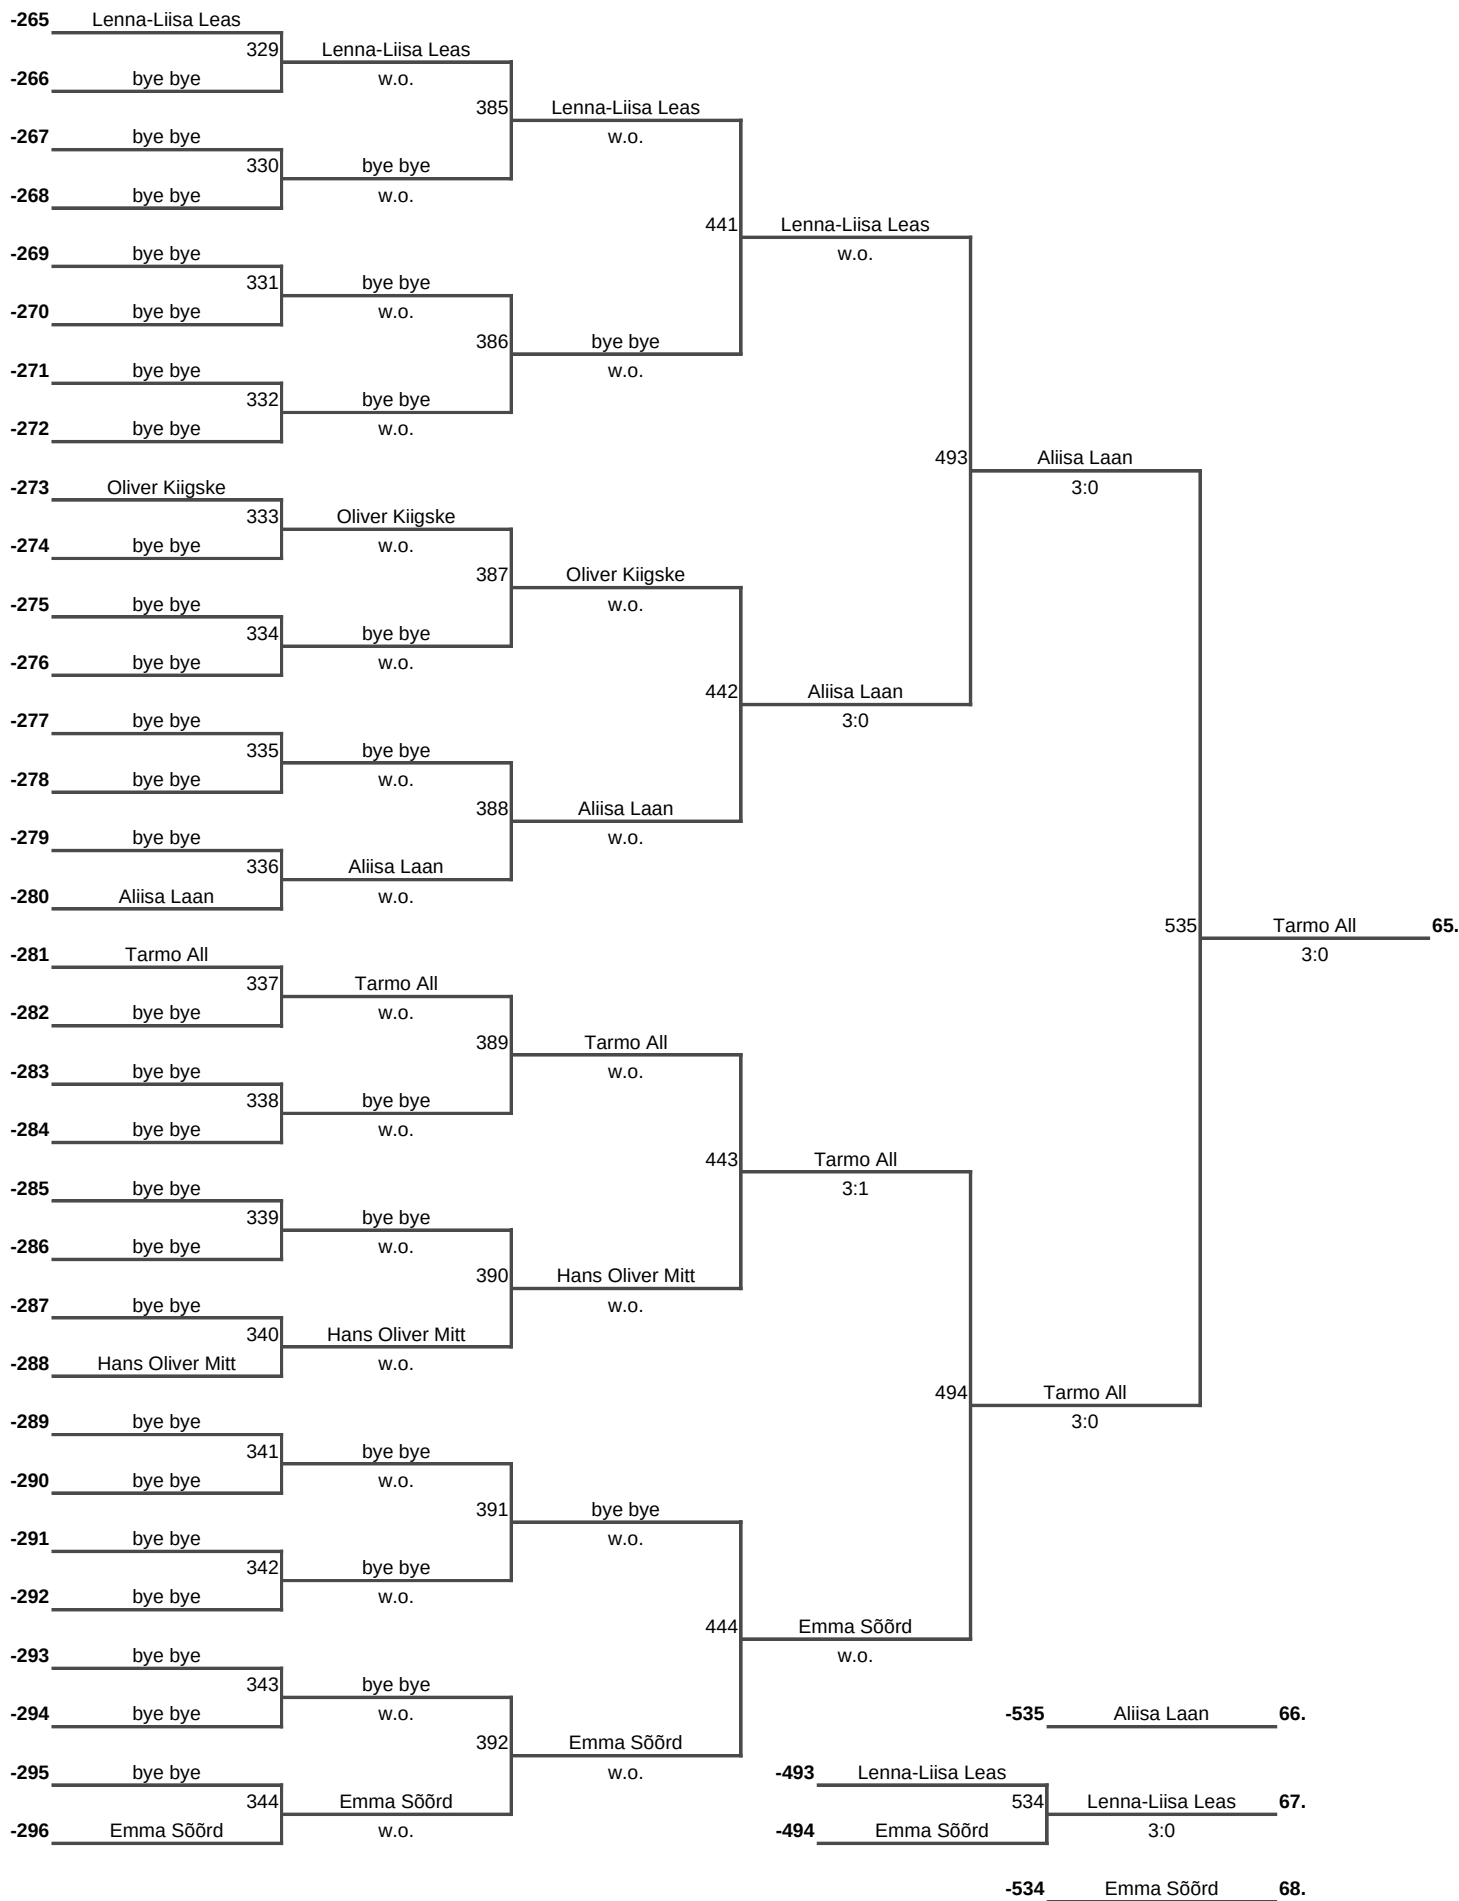 -265 Lenna-Liisa Leas
329 Lenna-Liisa Leas
-266 bye bye w.o.
385 Lenna-Liisa Leas
-267 bye bye w.o.
330 bye bye
-268 bye bye w.o.
441 Lenna-Liisa Leas
-269 bye bye w.o.
331 bye bye
-270 bye bye w.o.
386 bye bye
-271 bye bye w.o.
332 bye bye
-272 bye bye w.o.
493 Aliisa Laan
-273 Oliver Kiigske 3:0
333 Oliver Kiigske
-274 bye bye w.o.
387 Oliver Kiigske
-275 bye bye w.o.
334 bye bye
-276 bye bye w.o.
442 Aliisa Laan
-277 bye bye 3:0
335 bye bye
-278 bye bye w.o.
388 Aliisa Laan
-279 bye bye w.o.
336 Aliisa Laan
-280 Aliisa Laan w.o.
535 Tarmo All 65.
-281 Tarmo All 3:0
337 Tarmo All
-282 bye bye w.o.
389 Tarmo All
-283 bye bye w.o.
338 bye bye
-284 bye bye w.o.
443 Tarmo All
-285 bye bye 3:1
339 bye bye
-286 bye bye w.o.
390 Hans Oliver Mitt
-287 bye bye w.o.
340 Hans Oliver Mitt
-288 Hans Oliver Mitt w.o.
494 Tarmo All
-289 bye bye 3:0
341 bye bye
-290 bye bye w.o.
391 bye bye
-291 bye bye w.o.
342 bye bye
-292 bye bye w.o.
444 Emma Sõõrd
-293 bye bye w.o.
343 bye bye
-294 bye bye w.o. -535 Aliisa Laan 66.
392 Emma Sõõrd
-295 bye bye w.o. -493 Lenna-Liisa Leas
344 Emma Sõõrd 534 Lenna-Liisa Leas 67.
-296 Emma Sõõrd w.o. -494 Emma Sõõrd 3:0
-534 Emma Sõõrd 68.